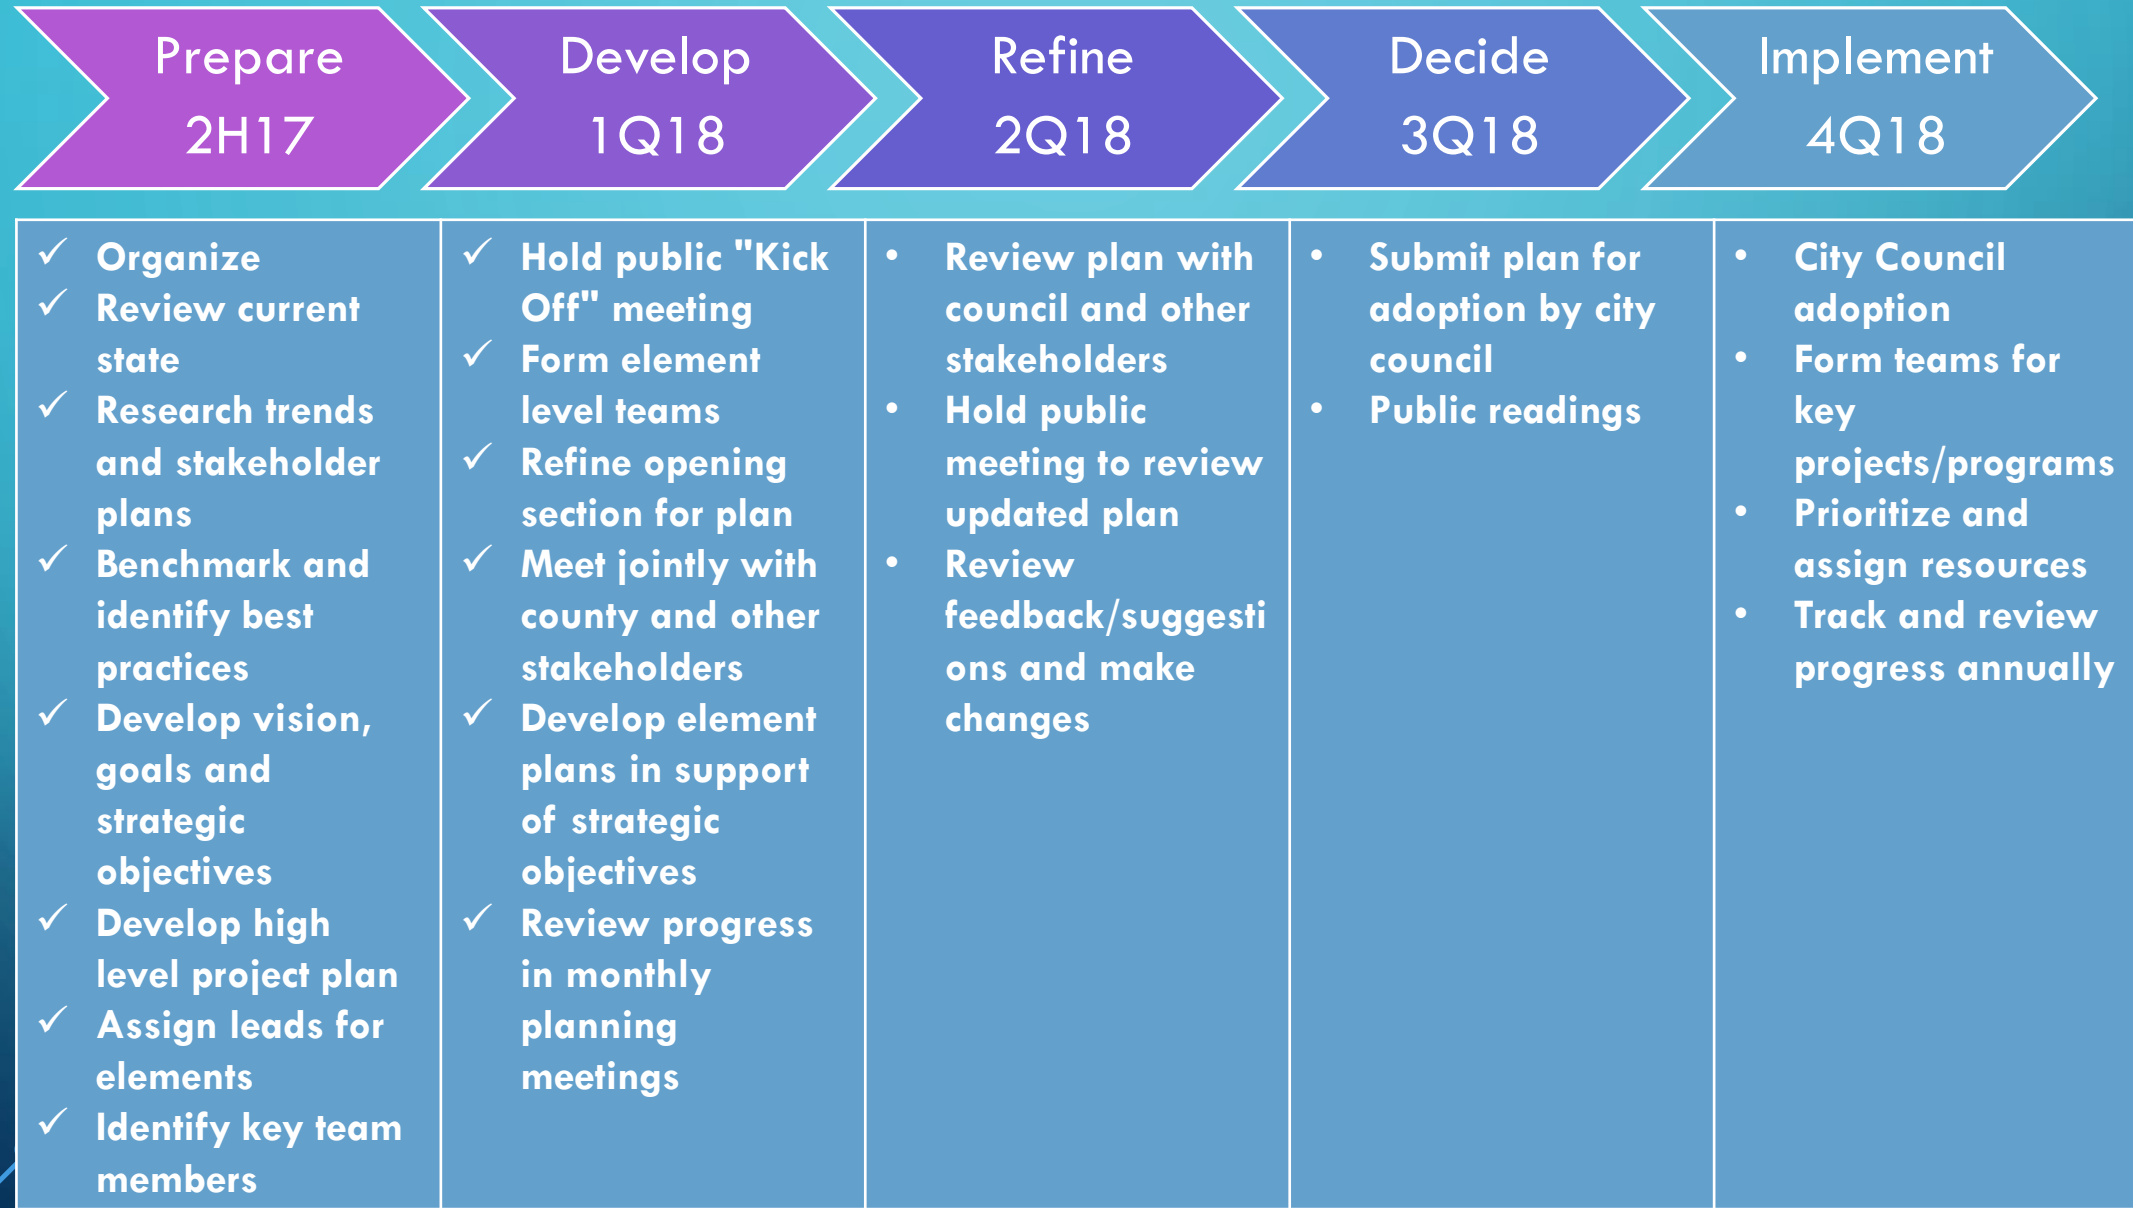 Prepare
2H17
Develop
1Q18
Refine
2Q18
Decide
3Q18
Implement
4Q18
✓ Organize
✓ Review current
state
✓ Research trends
and stakeholder
plans
✓ Benchmark and
identify best
practices
✓ Develop vision,
goals and
strategic
objectives
✓ Develop high
level project plan
✓ Assign leads for
elements
✓ Identify key team
members
✓ Hold public "Kick
Off" meeting
✓ Form element
level teams
✓ Refine opening
section for plan
✓ Meet jointly with
county and other
stakeholders
✓ Develop element
plans in support
of strategic
objectives
✓ Review progress
in monthly
planning
meetings
• Review plan with
council and other
stakeholders
• Hold public
meeting to review
updated plan
• Review
feedback/suggesti
ons and make
changes
• Submit plan for
adoption by city
council
• Public readings
• City Council
adoption
• Form teams for
key
projects/programs
• Prioritize and
assign resources
• Track and review
progress annually